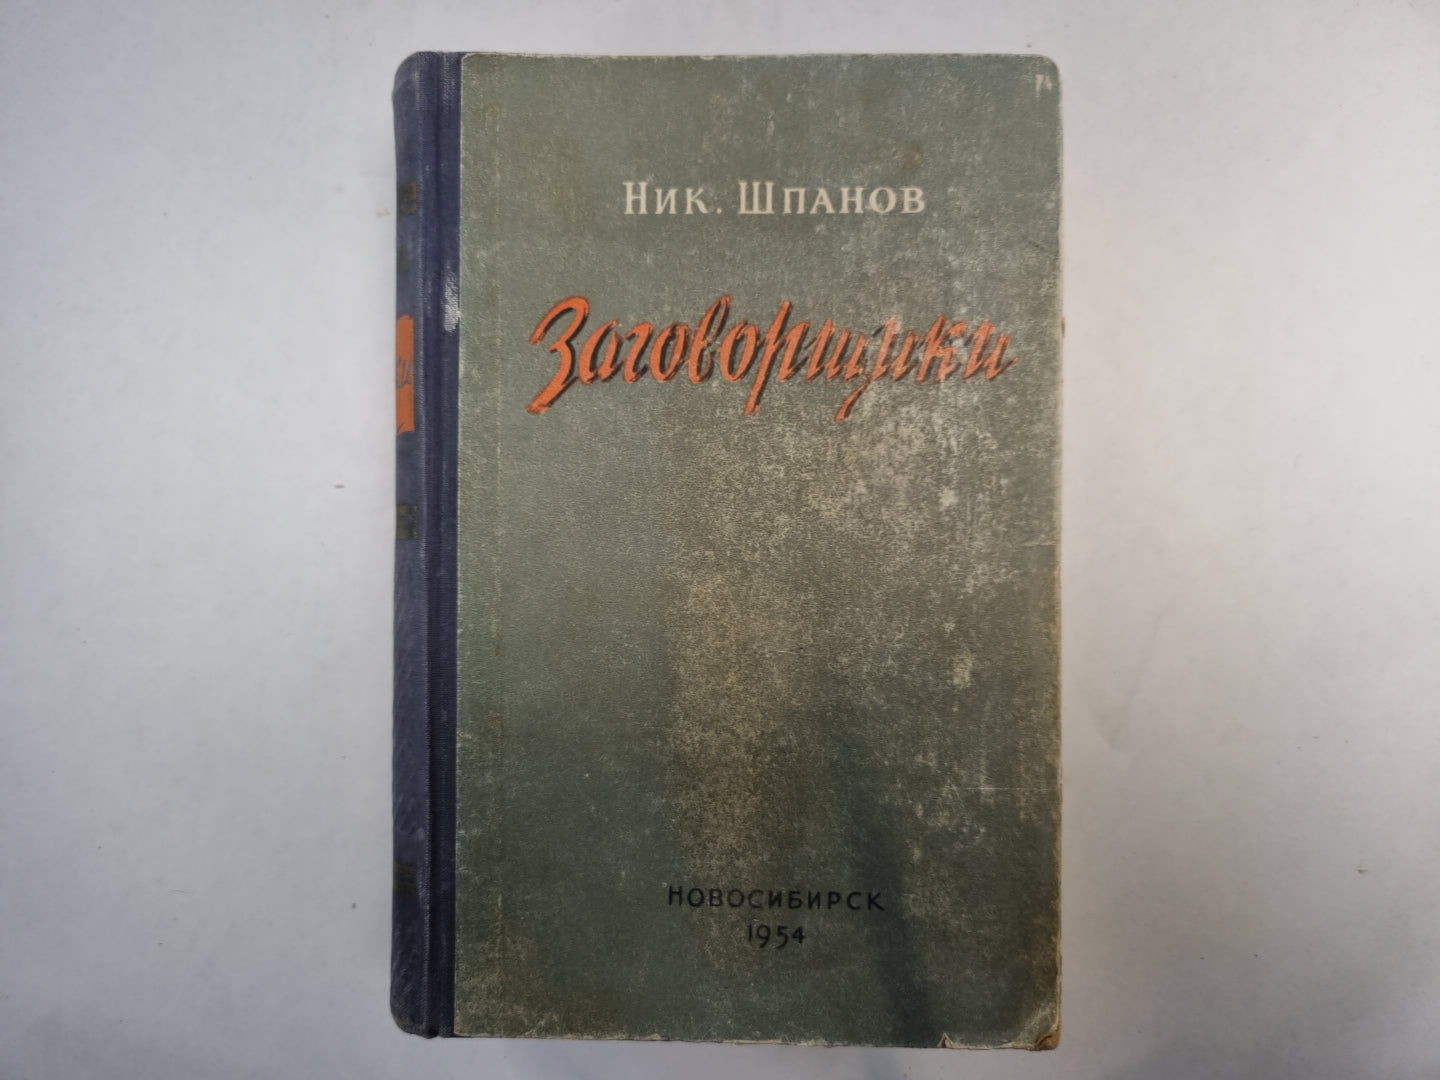 Ник. Шпанов
Заговорщики
НОВОСИБИРСК
1954